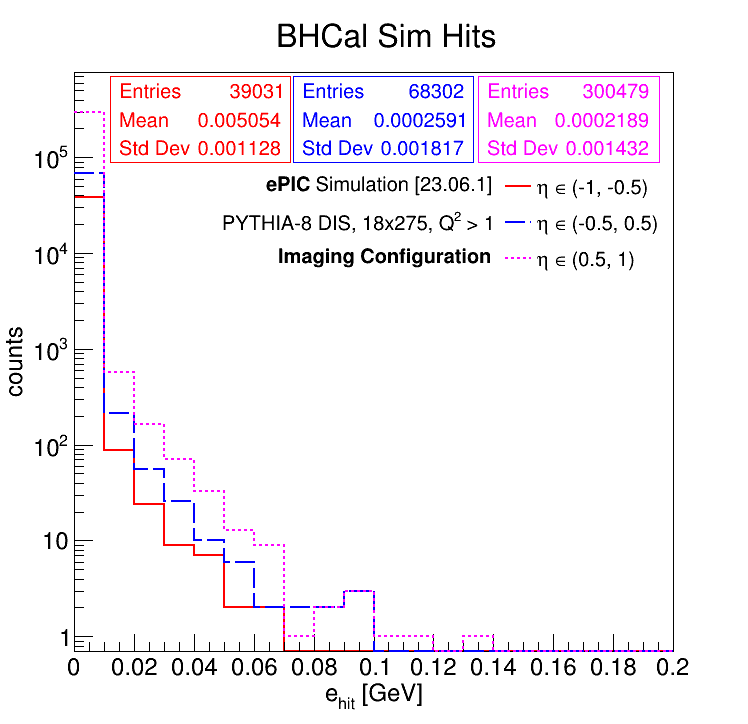 BHCal Sim Hits
Entries 39031
Mean 0.005054
Std Dev 0.001128
Entries 68302
Mean 0.0002591
Std Dev 0.001817
Entries 300479
Mean 0.0002189
Std Dev 0.001432
ePIC Simulation [23.06.1]
PYTHIA-8 DIS, 18x275, Q² > 1
Imaging Configuration
η ∈ (-1, -0.5)
η ∈ (-0.5, 0.5)
η ∈ (0.5, 1)
counts
10⁵
10⁴
10³
10²
10
1
0 0.02 0.04 0.06 0.08 0.1 0.12 0.14 0.16 0.18 0.2
e_hit [GeV]